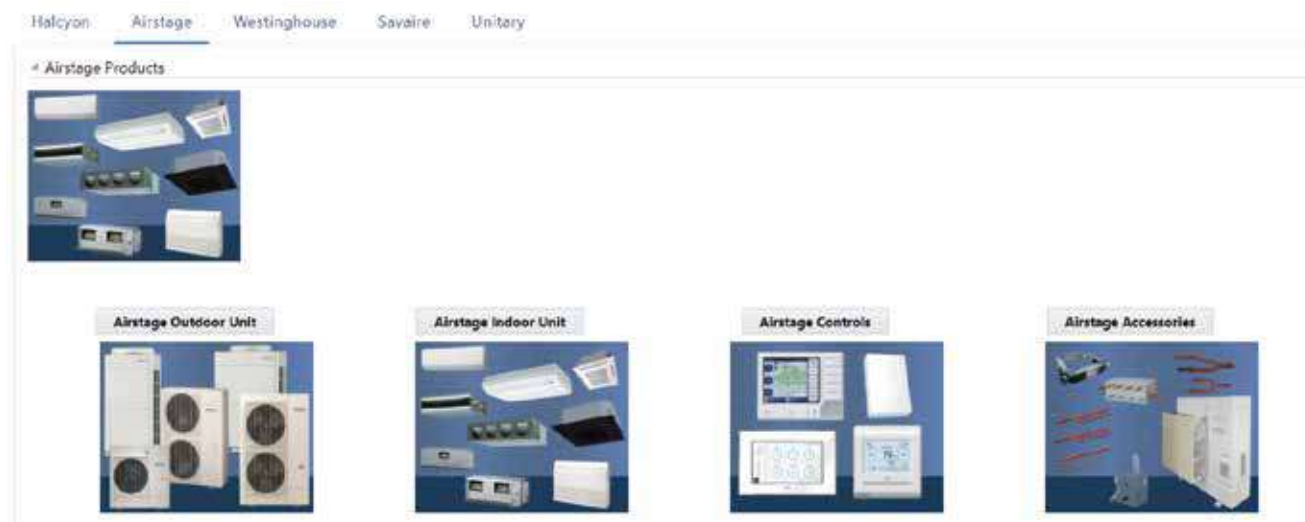 Halcyon Airstage Westinghouse Savaire Unitary
Airstage Products
Airstage Outdoor Unit Airstage Indoor Unit Airstage Controls Airstage Accessories